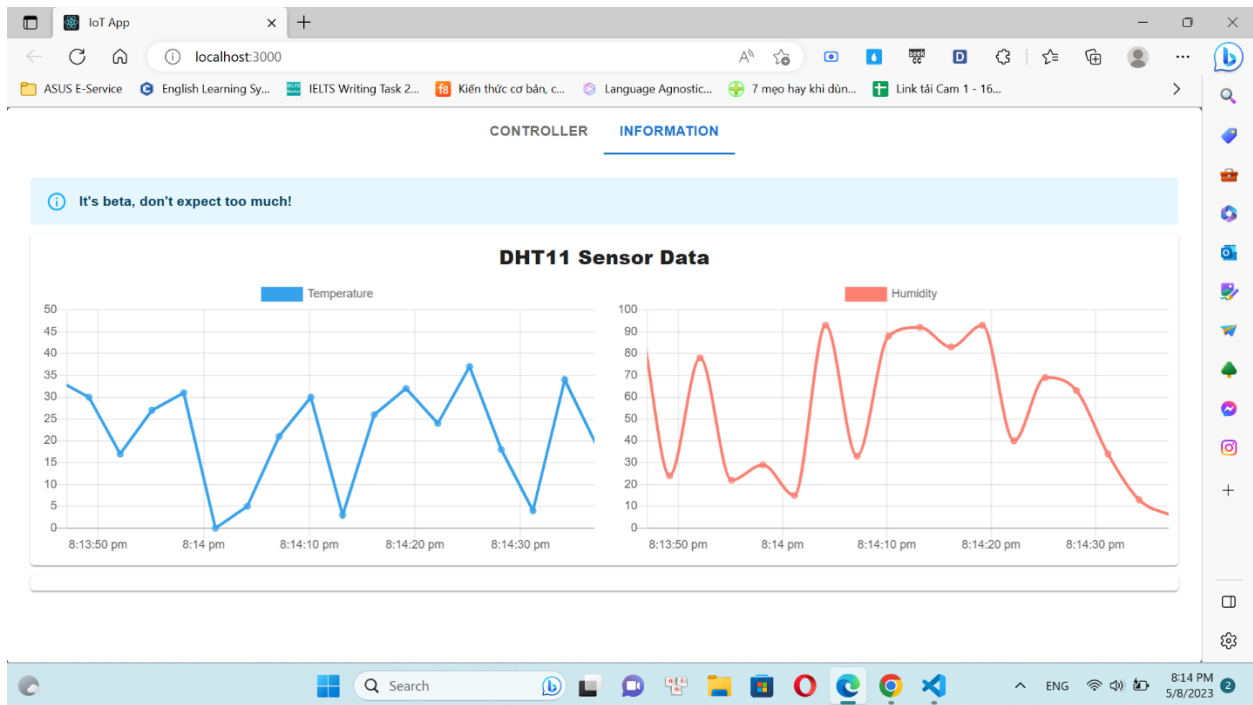 IoT App
localhost:3000
ASUS E-Service English Learning Sy... IELTS Writing Task 2... Kiến thức cơ bản, c... Language Agnostic... 7 mẹo hay khi dùn... Link tải Cam 1 - 16...
CONTROLLER INFORMATION
It's beta, don't expect too much!
DHT11 Sensor Data
Temperature
50
45
40
35
30
25
20
15
10
5
0
8:13:50 pm 8:14 pm 8:14:10 pm 8:14:20 pm 8:14:30 pm
Humidity
100
90
80
70
60
50
40
30
20
10
0
8:13:50 pm 8:14 pm 8:14:10 pm 8:14:20 pm 8:14:30 pm
Search
ENG
8:14 PM
5/8/2023
2